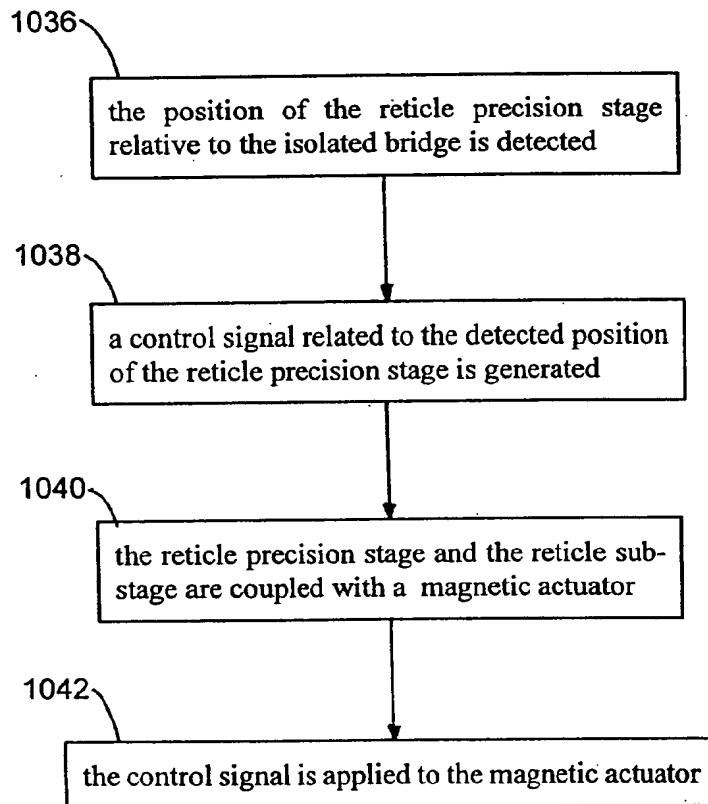 1036
the position of the reticle precision stage
relative to the isolated bridge is detected
1038
a control signal related to the detected position
of the reticle precision stage is generated
1040
the reticle precision stage and the reticle sub-
stage are coupled with a magnetic actuator
1042
the control signal is applied to the magnetic actuator